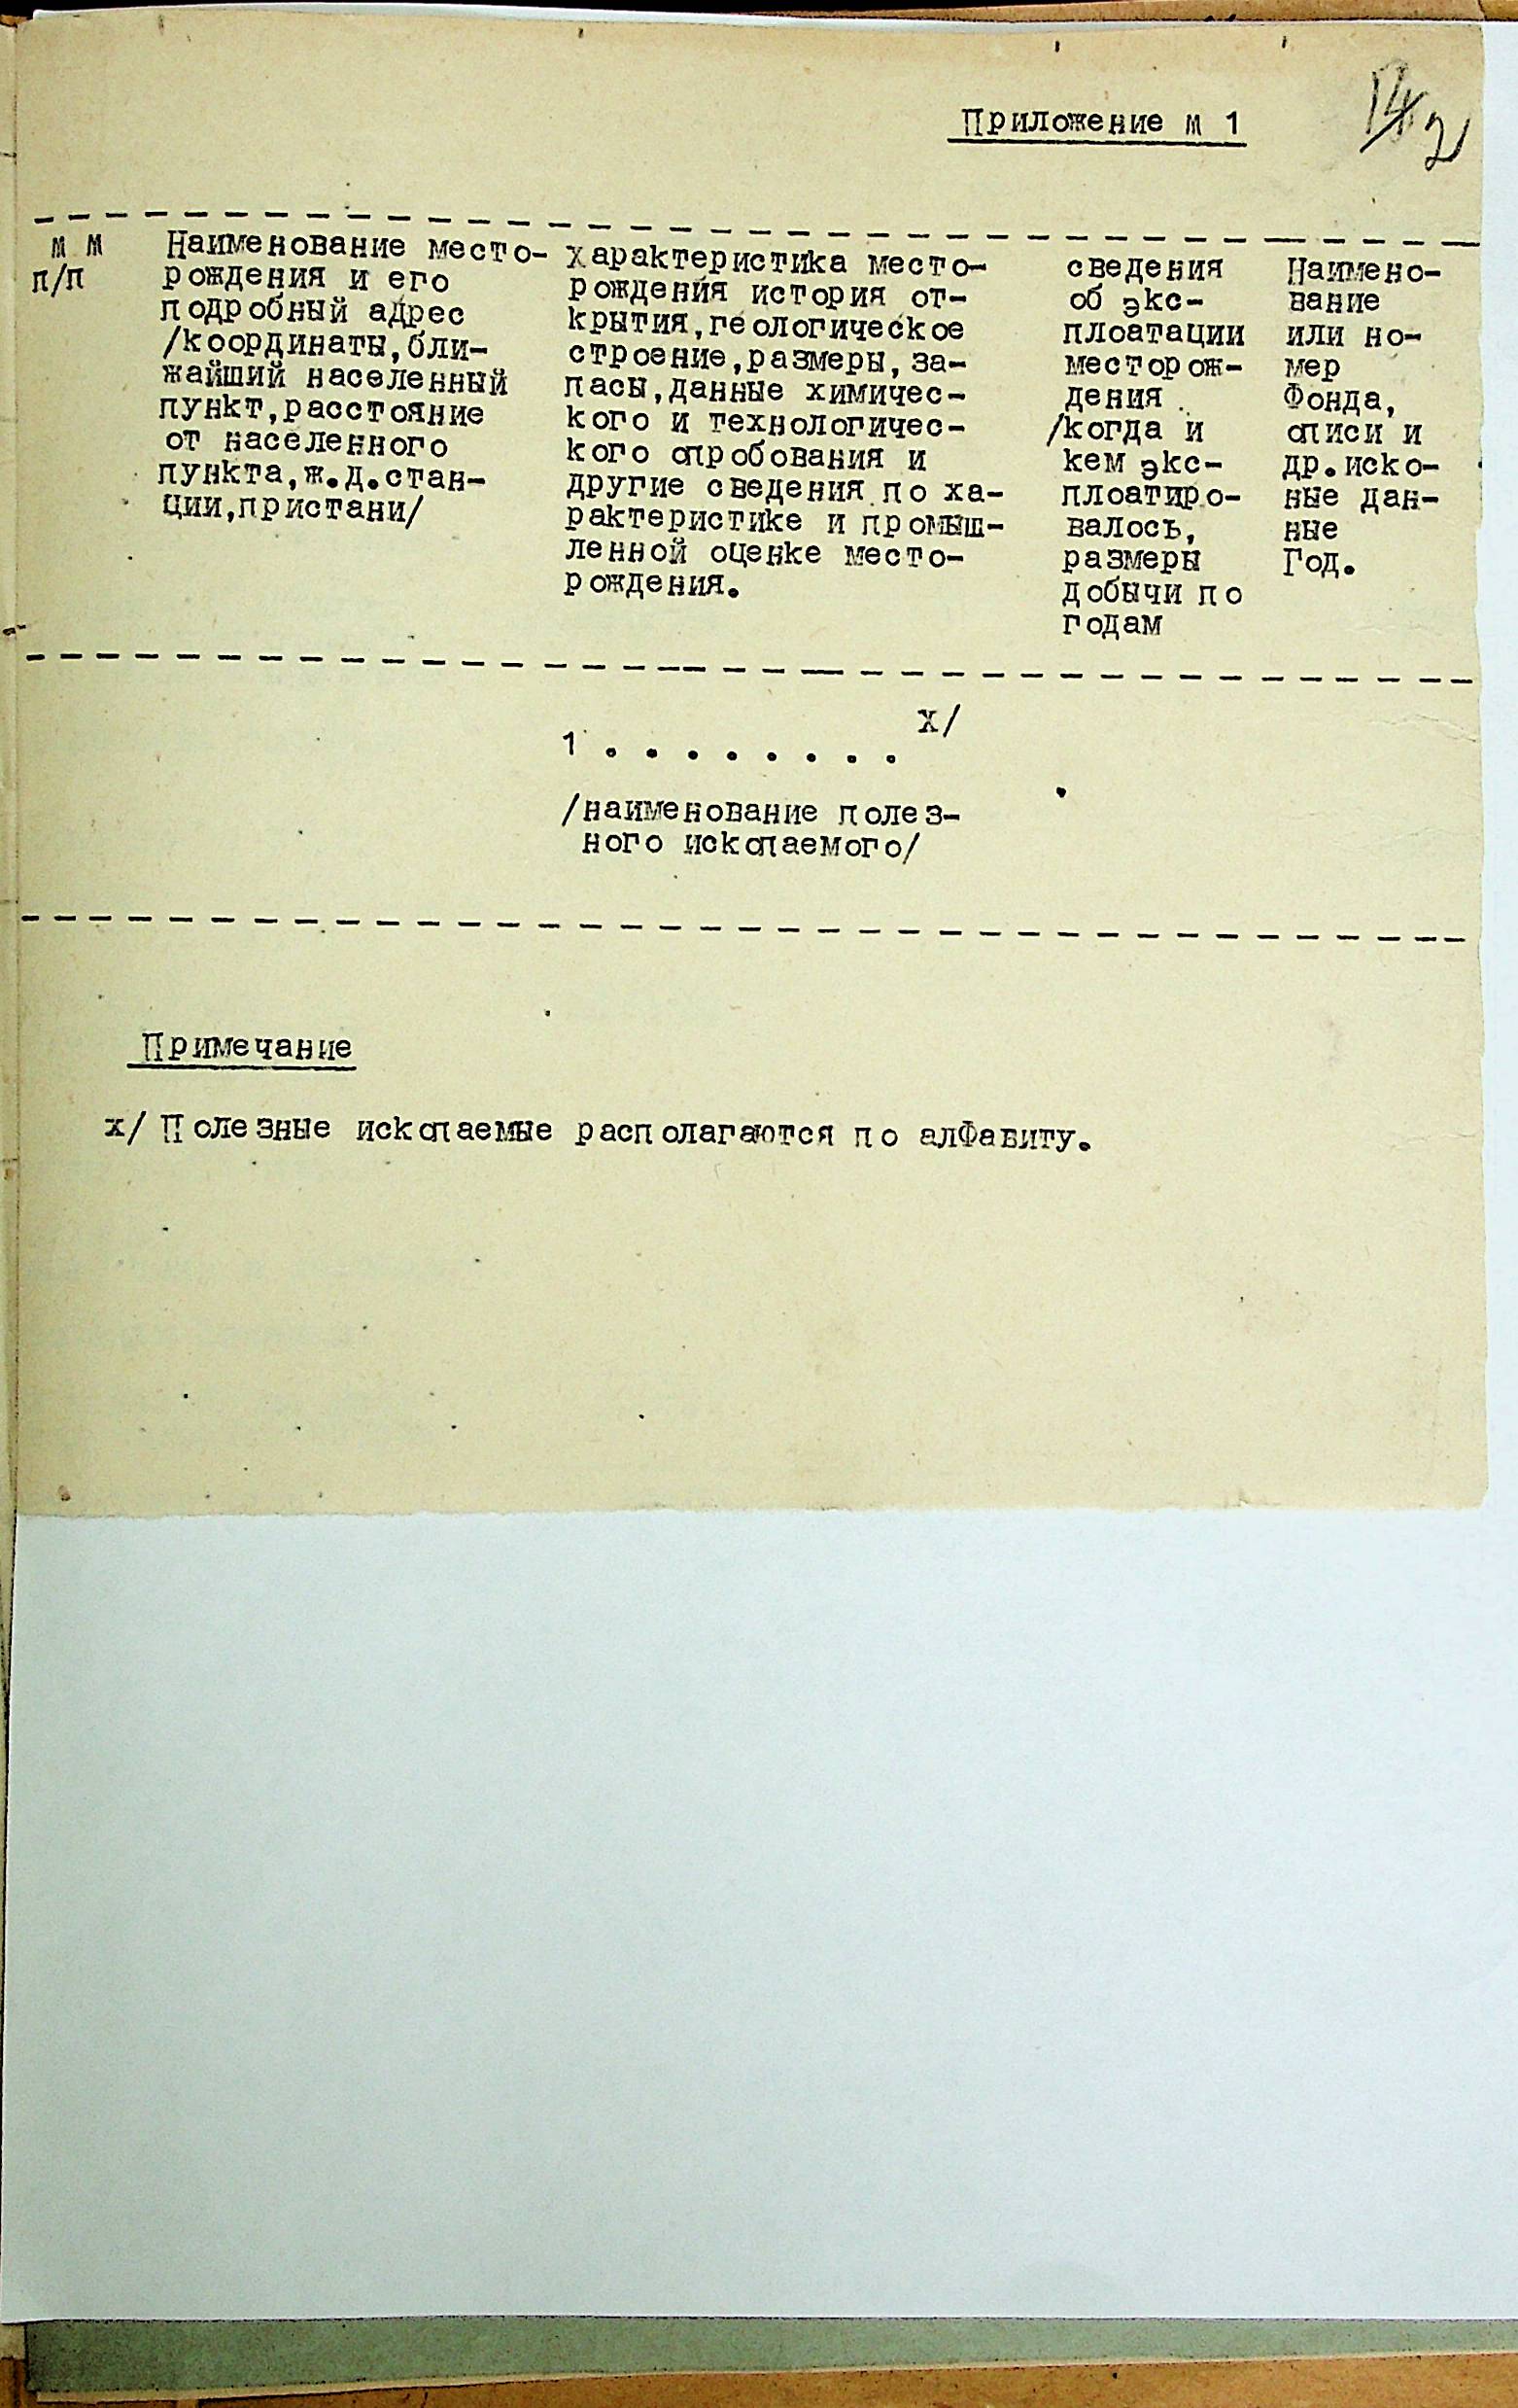 Приложение м 1
14 2
м м
п/п
Наименование место-
рождения и его
подробный адрес
/координаты,бли-
жайший населенный
пункт,расстояние
от населенного
пункта,ж.д.стан-
ции,пристани/
характеристика место-
рождения история от-
крытия,геологическое
строение,размеры,за-
пасы,данные химичес-
кого и технологичес-
кого опробования и
другие сведения по ха-
рактеристике и промыш-
ленной оценке место-
рождения.
сведения
об экс-
плоатации
месторож-
дения
/когда и
кем экс-
плоатиро-
валось,
размеры
добычи по
годам
Наимено-
вание
или но-
мер
Фонда,
описи и
др.иско-
ные дан-
ные
Год.
1 . . . . . . . . х/
/наименование полез-
ного ископаемого/
Примечание
х/ Полезные ископаемые располагаются по алфавиту.